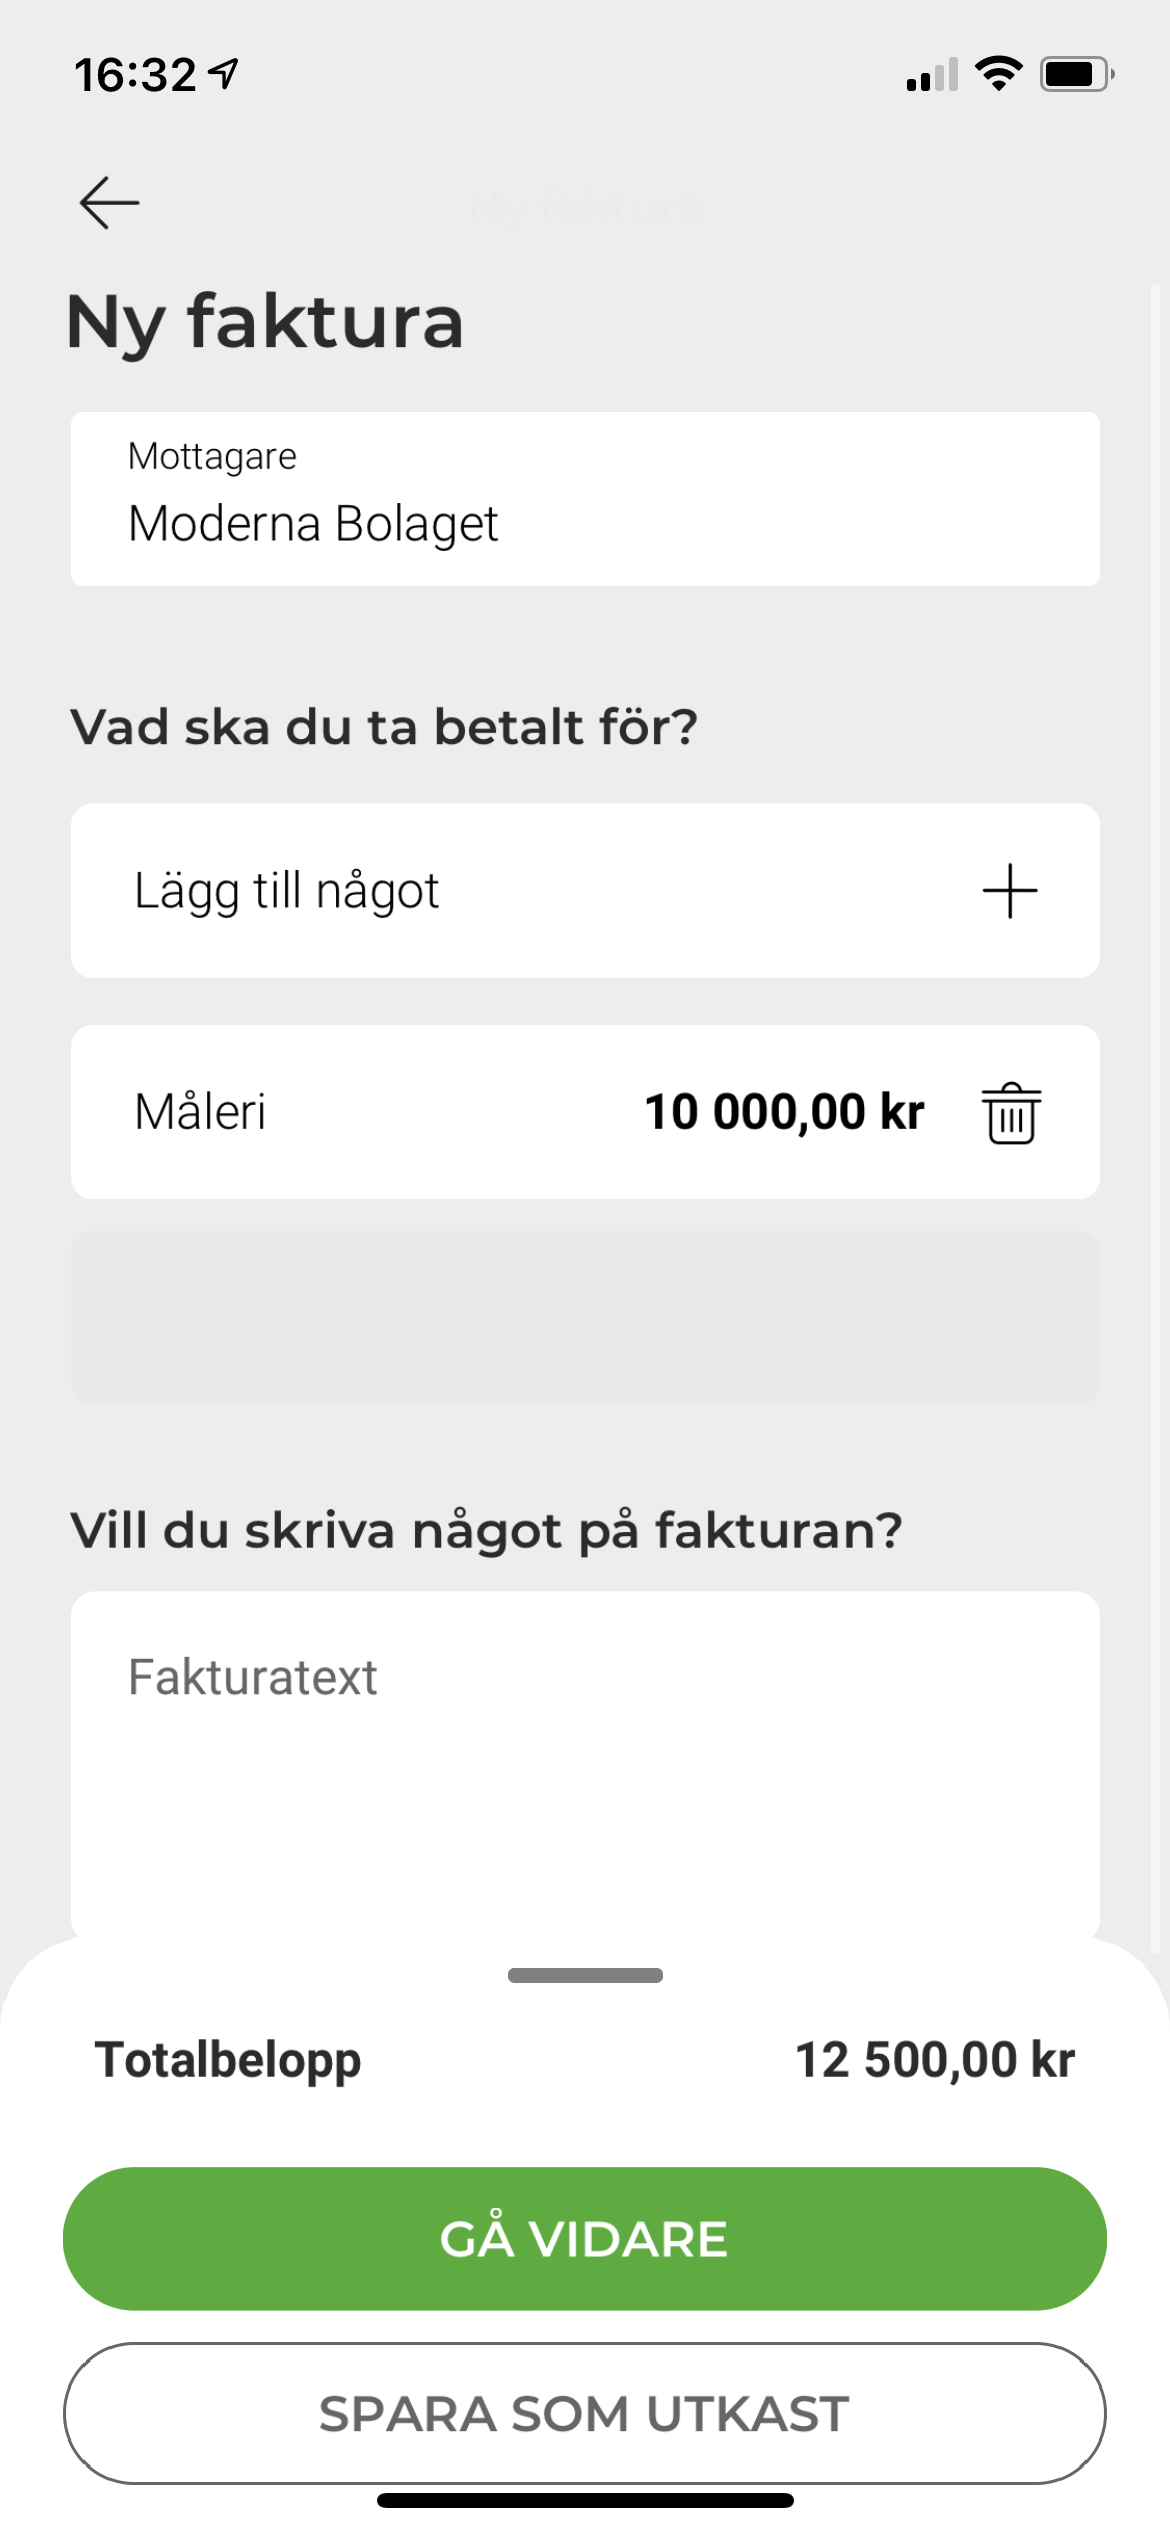 16:32
Ny faktura
Ny faktura
Mottagare
Moderna Bolaget
Vad ska du ta betalt för?
Lägg till något
Måleri 10 000,00 kr
Vill du skriva något på fakturan?
Fakturatext
Totalbelopp 12 500,00 kr
GÅ VIDARE
SPARA SOM UTKAST